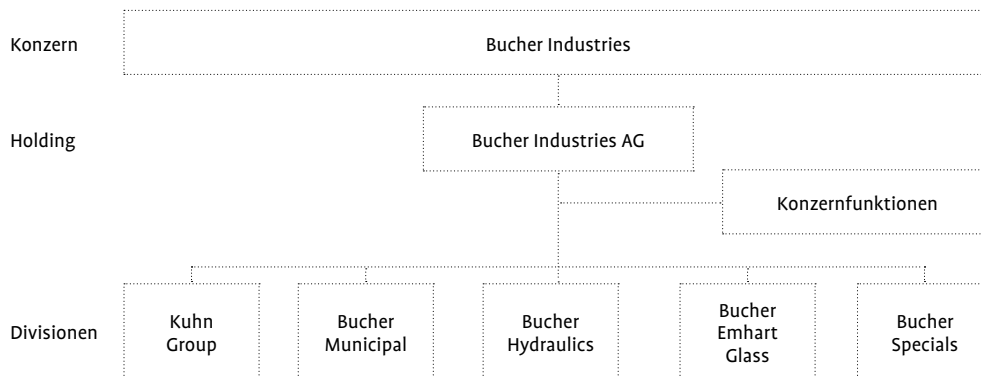 Konzern
Bucher Industries
Holding
Bucher Industries AG
Konzernfunktionen
Divisionen
Kuhn
Group
Bucher
Municipal
Bucher
Hydraulics
Bucher
Emhart
Glass
Bucher
Specials